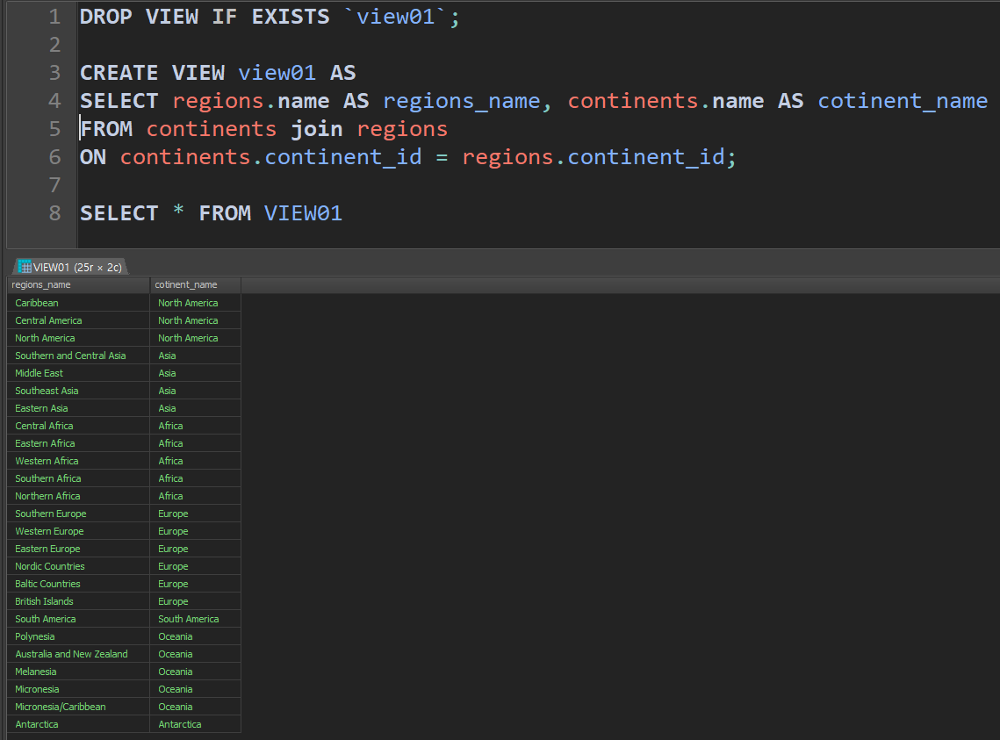 1 DROP VIEW IF EXISTS `view01`;
2
3 CREATE VIEW view01 AS
4 SELECT regions.name AS regions_name, continents.name AS cotinent_name
5 FROM continents join regions
6 ON continents.continent_id = regions.continent_id;
7
8 SELECT * FROM VIEW01
VIEW01 (25r × 2c)
regions_name cotinent_name
Caribbean North America
Central America North America
North America North America
Southern and Central Asia Asia
Middle East Asia
Southeast Asia Asia
Eastern Asia Asia
Central Africa Africa
Eastern Africa Africa
Western Africa Africa
Southern Africa Africa
Northern Africa Africa
Southern Europe Europe
Western Europe Europe
Eastern Europe Europe
Nordic Countries Europe
Baltic Countries Europe
British Islands Europe
South America South America
Polynesia Oceania
Australia and New Zealand Oceania
Melanesia Oceania
Micronesia Oceania
Micronesia/Caribbean Oceania
Antarctica Antarctica